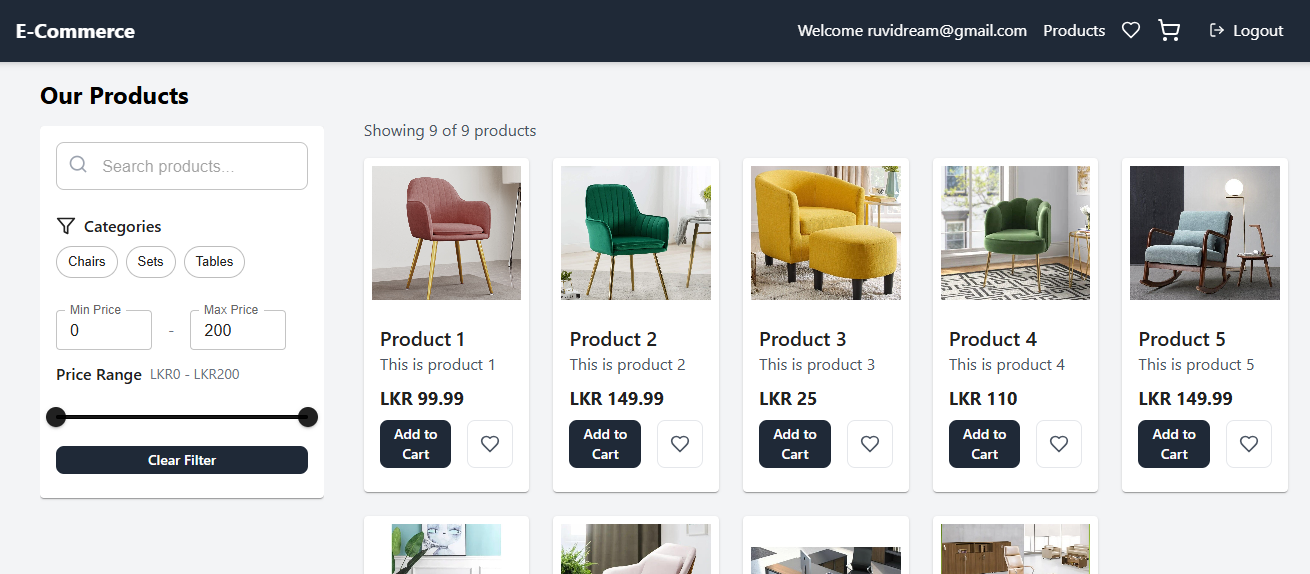 E-Commerce
Welcome ruvidream@gmail.com Products Logout
Our Products
Search products...
Categories
Chairs Sets Tables
Min Price Max Price
0 - 200
Price Range LKR0 - LKR200
Clear Filter
Showing 9 of 9 products
Product 1
This is product 1
LKR 99.99
Add to
Cart
Product 2
This is product 2
LKR 149.99
Add to
Cart
Product 3
This is product 3
LKR 25
Add to
Cart
Product 4
This is product 4
LKR 110
Add to
Cart
Product 5
This is product 5
LKR 149.99
Add to
Cart